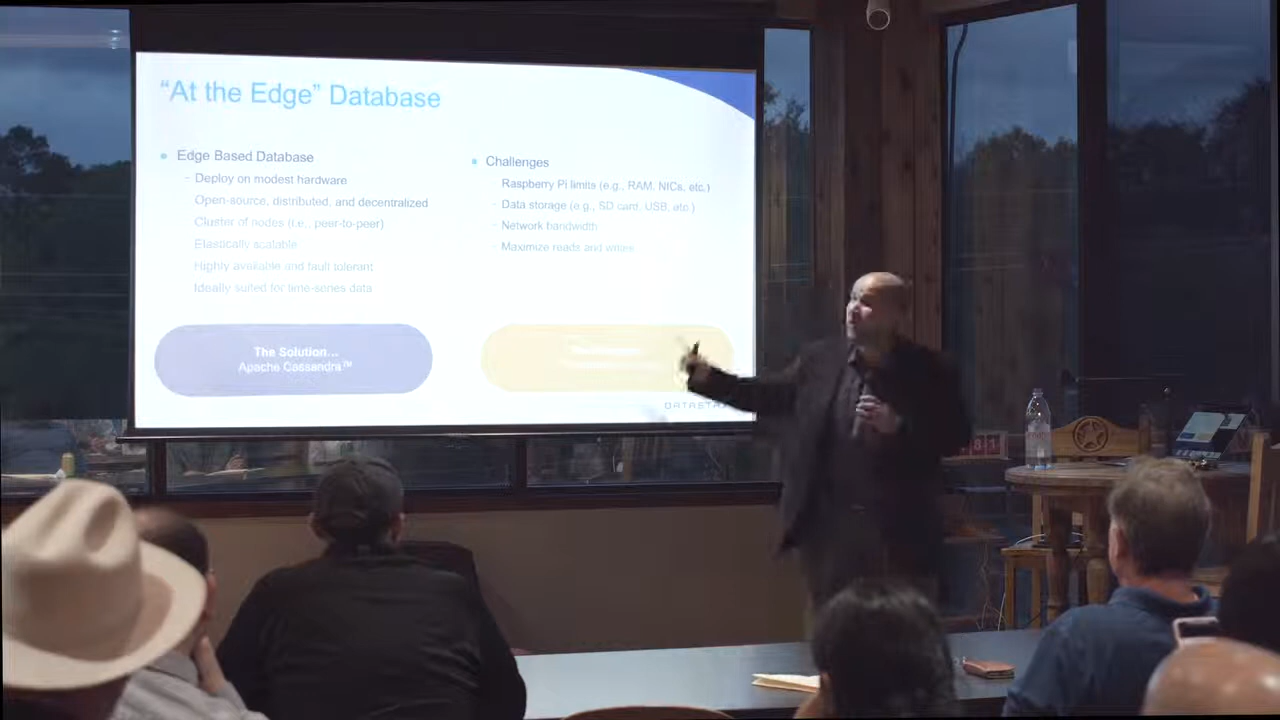 “At the Edge” Database
Edge Based Database
Deploy on modest hardware
Open-source, distributed, and decentralized
Cluster of nodes (i.e., peer-to-peer)
Elastically scalable
Highly available and fault tolerant
Ideally suited for time-series data
The Solution...
Apache Cassandra™
Challenges
Raspberry Pi limits (e.g., RAM, NICs, etc.)
Data storage (e.g., SD card, USB, etc.)
Network bandwidth
Maximize reads and writes